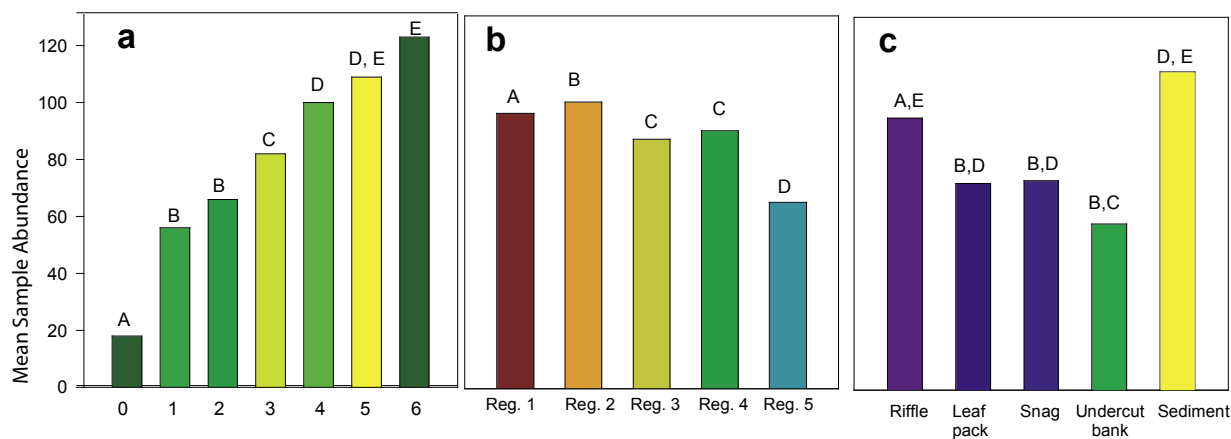 a
b
c
Mean Sample Abundance
120
100
80
60
40
20
0
A
B
B
C
D
D, E
E
0
1
2
3
4
5
6
A
B
C
C
D
Reg. 1
Reg. 2
Reg. 3
Reg. 4
Reg. 5
A,E
B,D
B,D
B,C
D, E
Riffle
Leaf
pack
Snag
Undercut
bank
Sediment